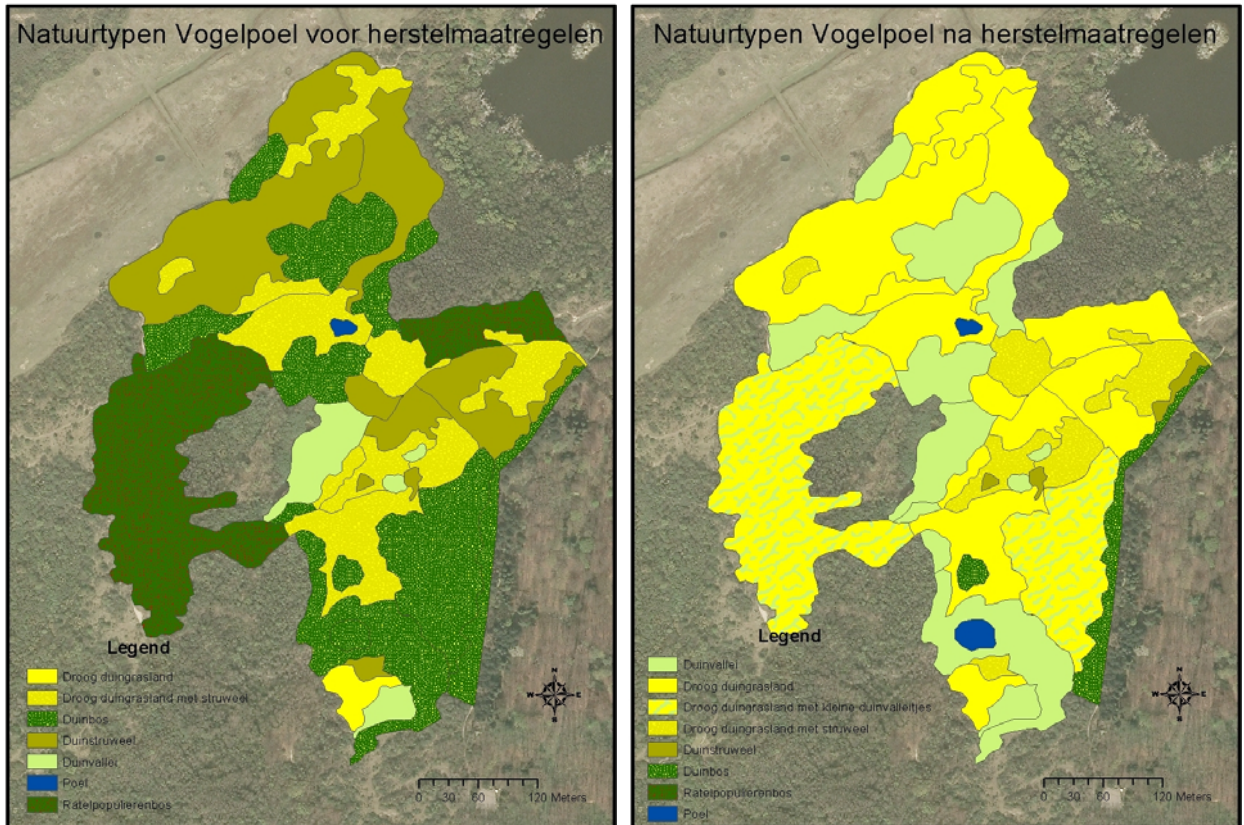 Natuurtypen Vogelpoel voor herstelmaatregelen
Legend
Droog duingrasland
Droog duingrasland met struweel
Duinbos
Duinstruweel
Duinvallei
Poel
Ratelpopulierenbos
N
W E
S
0 30 60 120 Meters
Natuurtypen Vogelpoel na herstelmaatregelen
Legend
Duinvallei
Droog duingrasland
Droog duingrasland met kleine duinvalleitjes
Droog duingrasland met struweel
Duinstruweel
Duinbos
Ratelpopulierenbos
Poel
N
W E
S
0 30 60 120 Meters